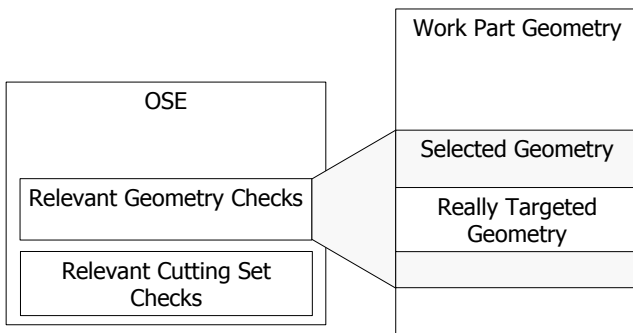 OSE
Relevant Geometry Checks
Relevant Cutting Set
Checks
Work Part Geometry
Selected Geometry
Really Targeted
Geometry